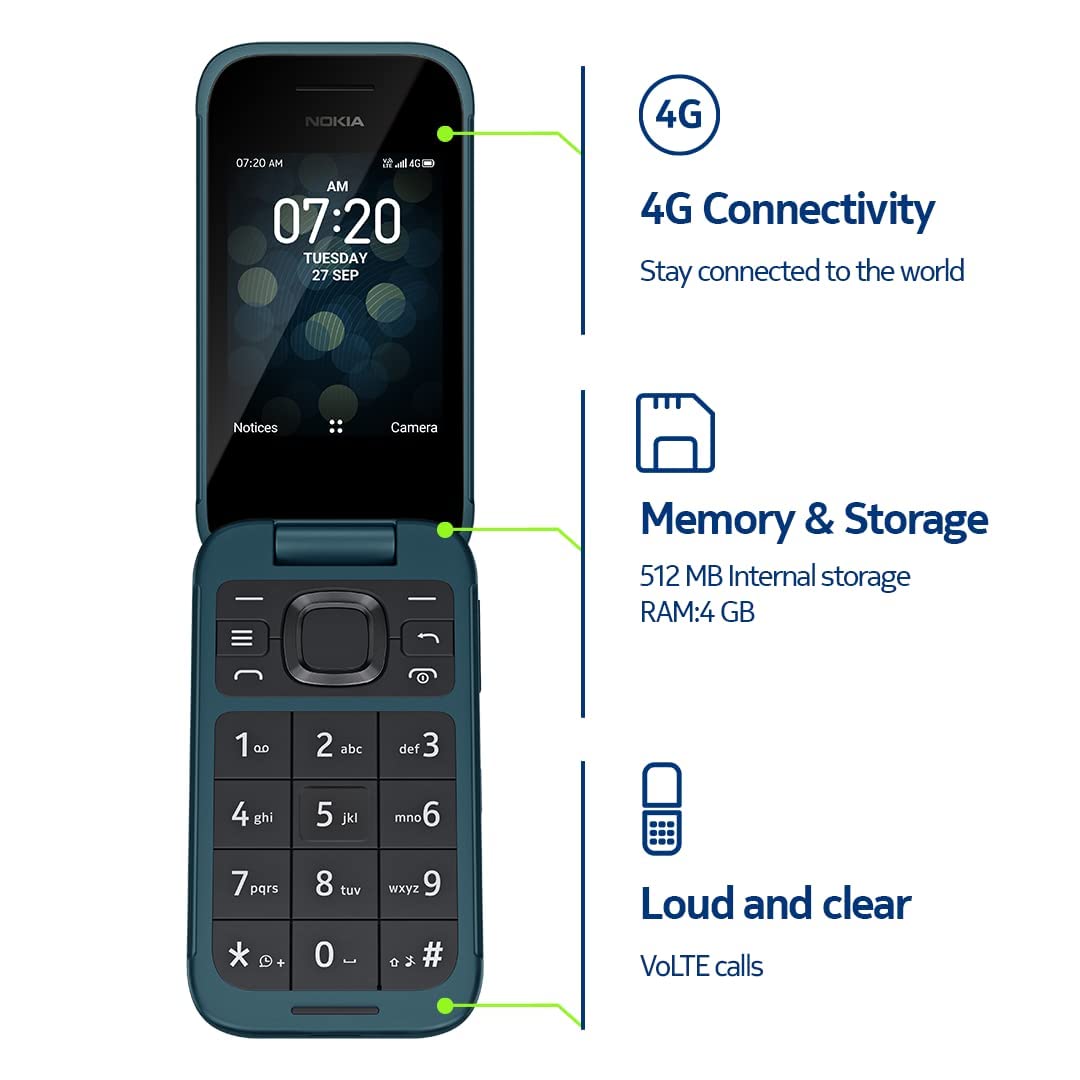 NOKIA
07:20 AM
VoLTE 4G
AM
07:20
TUESDAY
27 SEP
Notices
Camera
1
2 abc
def 3
4 ghi
5 jkl
mno 6
7 pqrs
8 tuv
wxyz 9
* +
0
#
4G
4G Connectivity
Stay connected to the world
Memory & Storage
512 MB Internal storage
RAM:4 GB
Loud and clear
VoLTE calls